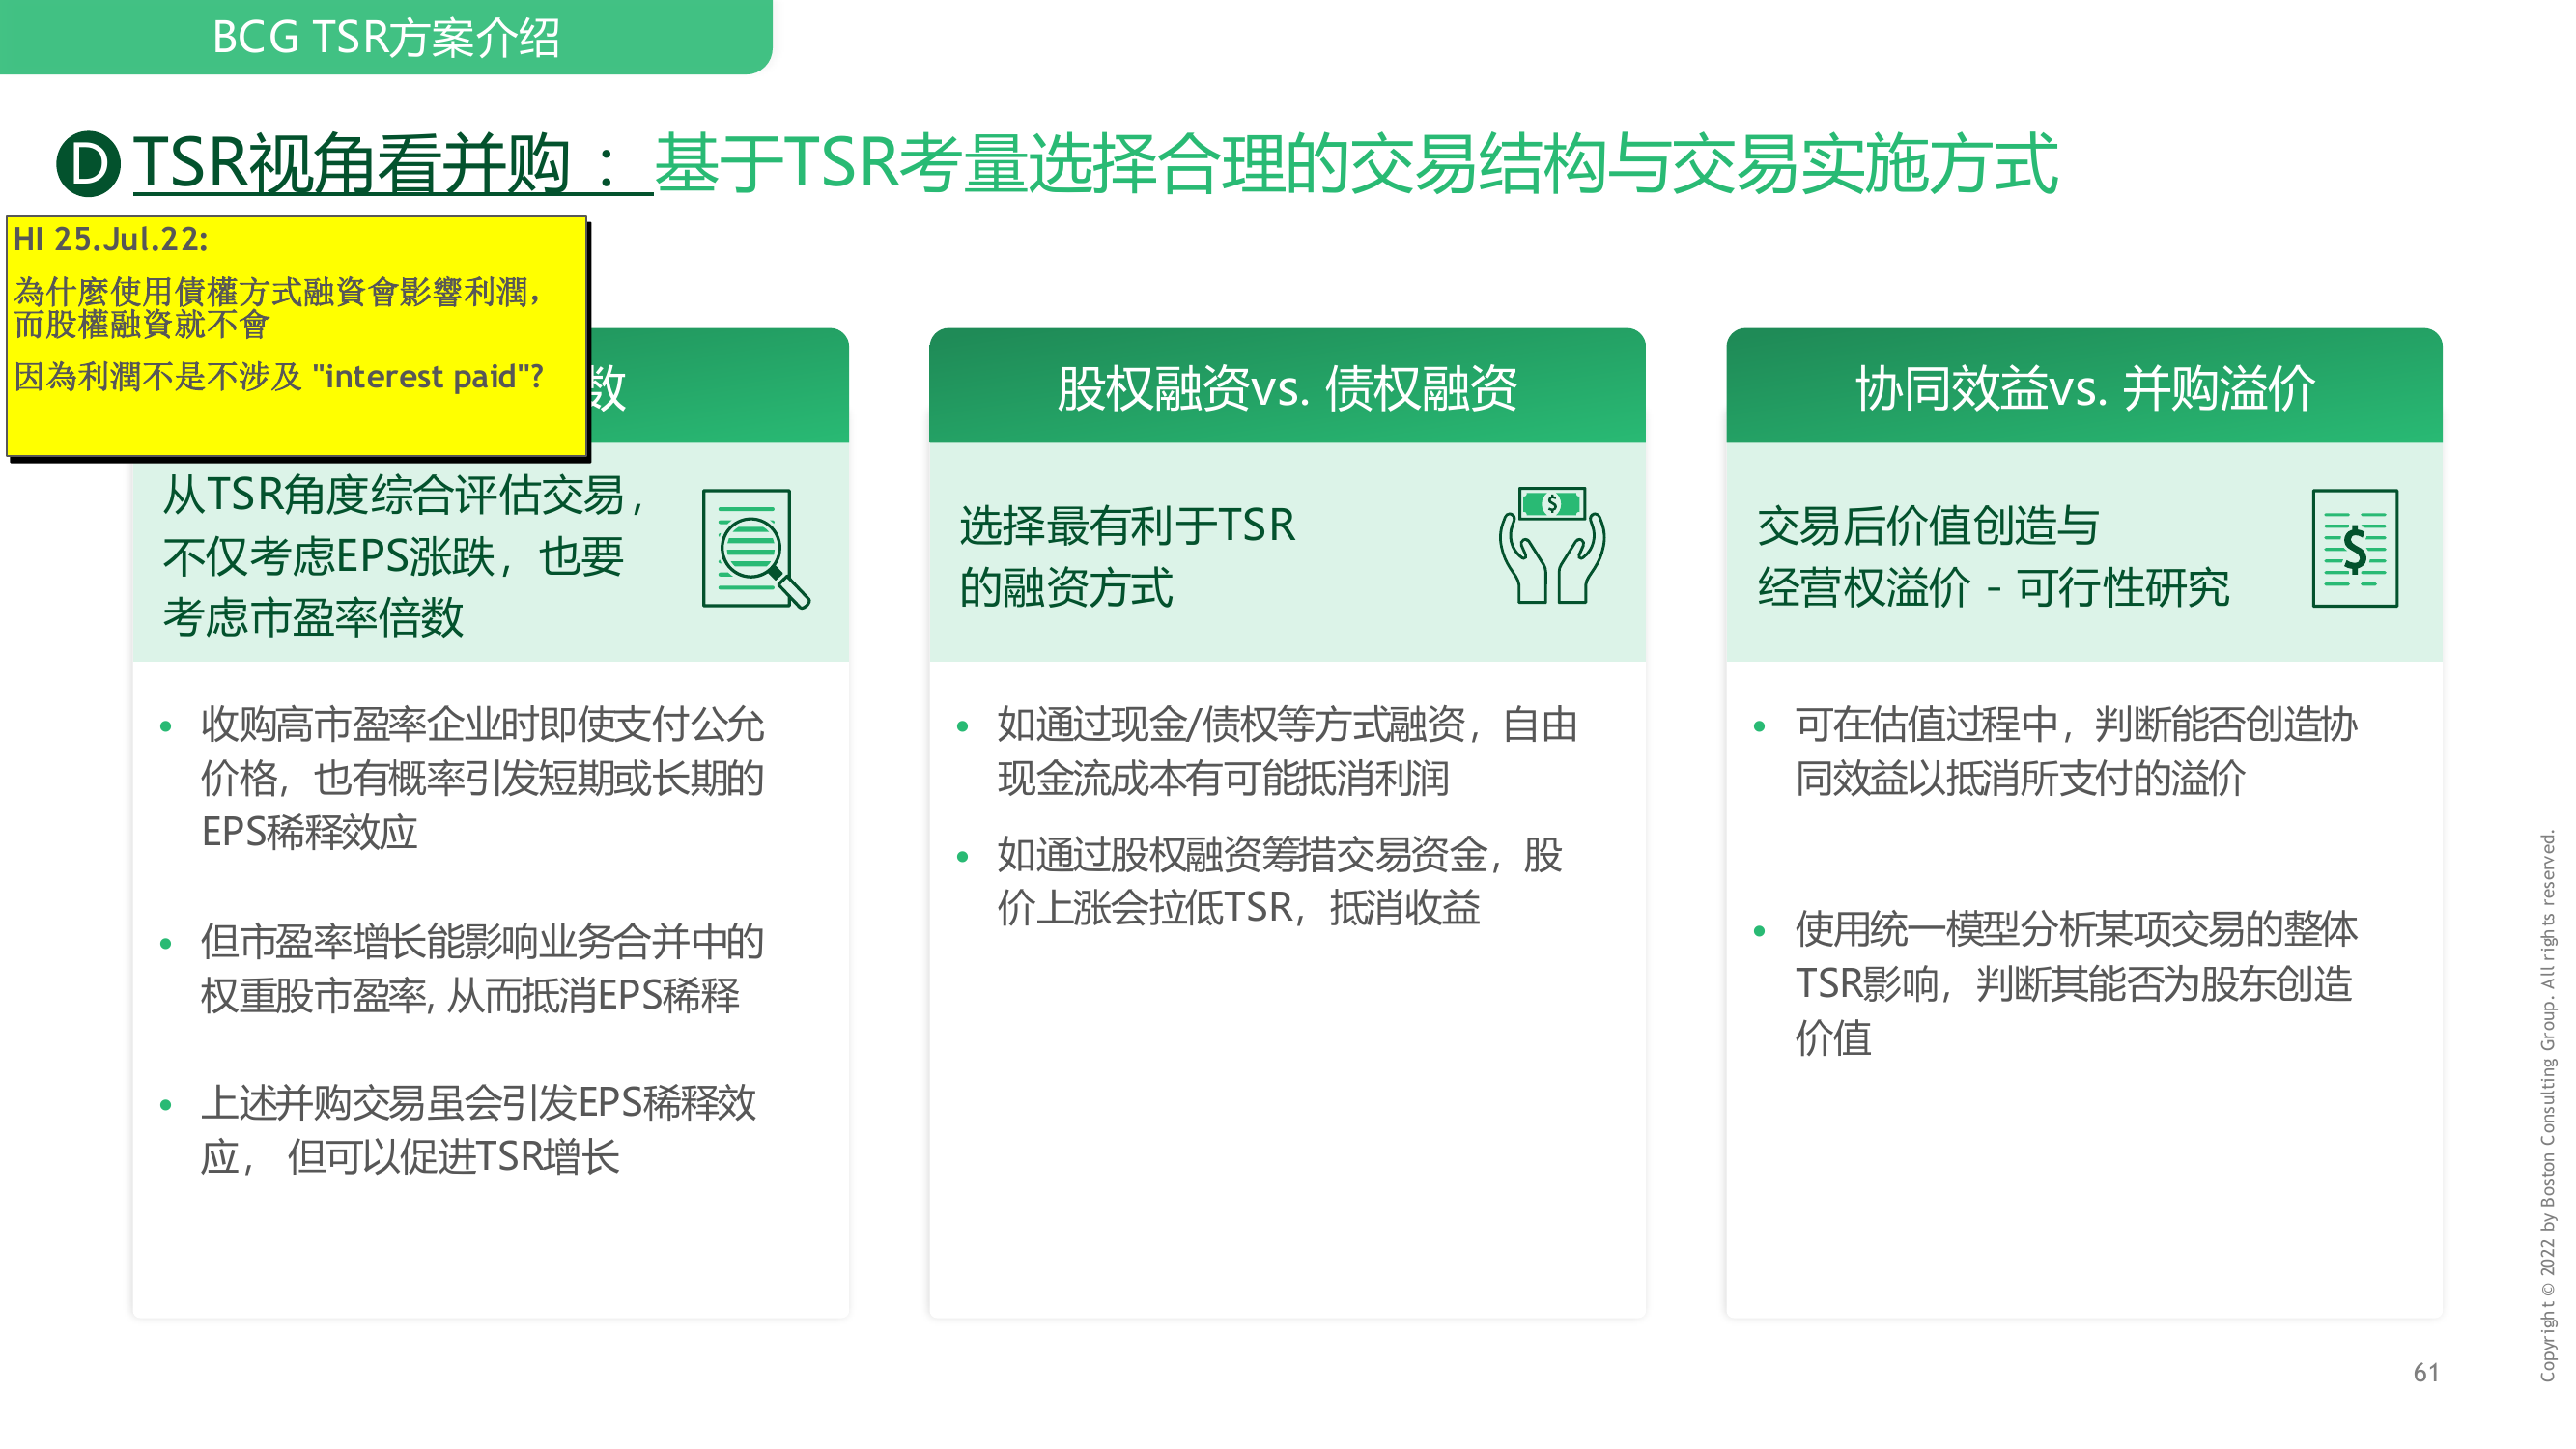 BCG TSR方案介绍
D TSR视角看并购：基于TSR考量选择合理的交易结构与交易实施方式
HI 25.Jul.22:
為什麼使用債權方式融資會影響利潤，
而股權融資就不會
因為利潤不是不涉及 "interest paid"?
数
从TSR角度综合评估交易，
不仅考虑EPS涨跌，也要
考虑市盈率倍数
• 收购高市盈率企业时即使支付公允
价格，也有概率引发短期或长期的
EPS稀释效应
• 但市盈率增长能影响业务合并中的
权重股市盈率, 从而抵消EPS稀释
• 上述并购交易虽会引发EPS稀释效
应， 但可以促进TSR增长
股权融资vs. 债权融资
选择最有利于TSR
的融资方式
• 如通过现金/债权等方式融资，自由
现金流成本有可能抵消利润
• 如通过股权融资筹措交易资金，股
价上涨会拉低TSR，抵消收益
协同效益vs. 并购溢价
交易后价值创造与
经营权溢价 - 可行性研究
• 可在估值过程中，判断能否创造协
同效益以抵消所支付的溢价
• 使用统一模型分析某项交易的整体
TSR影响，判断其能否为股东创造
价值
61
Copyright © 2022 by Boston Consulting Group. All rights reserved.